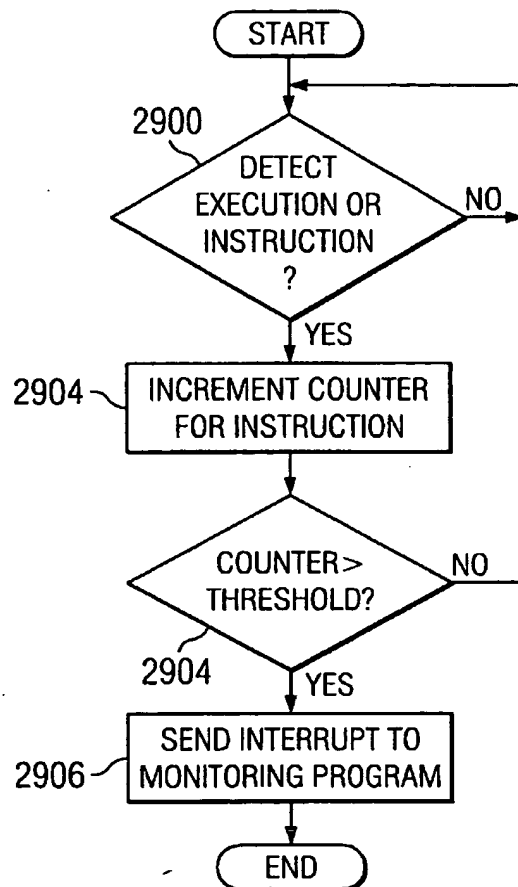 START
2900
DETECT
EXECUTION OR
INSTRUCTION
?
NO
YES
2904
INCREMENT COUNTER
FOR INSTRUCTION
COUNTER>
THRESHOLD?
NO
2904
YES
2906
SEND INTERRUPT TO
MONITORING PROGRAM
END